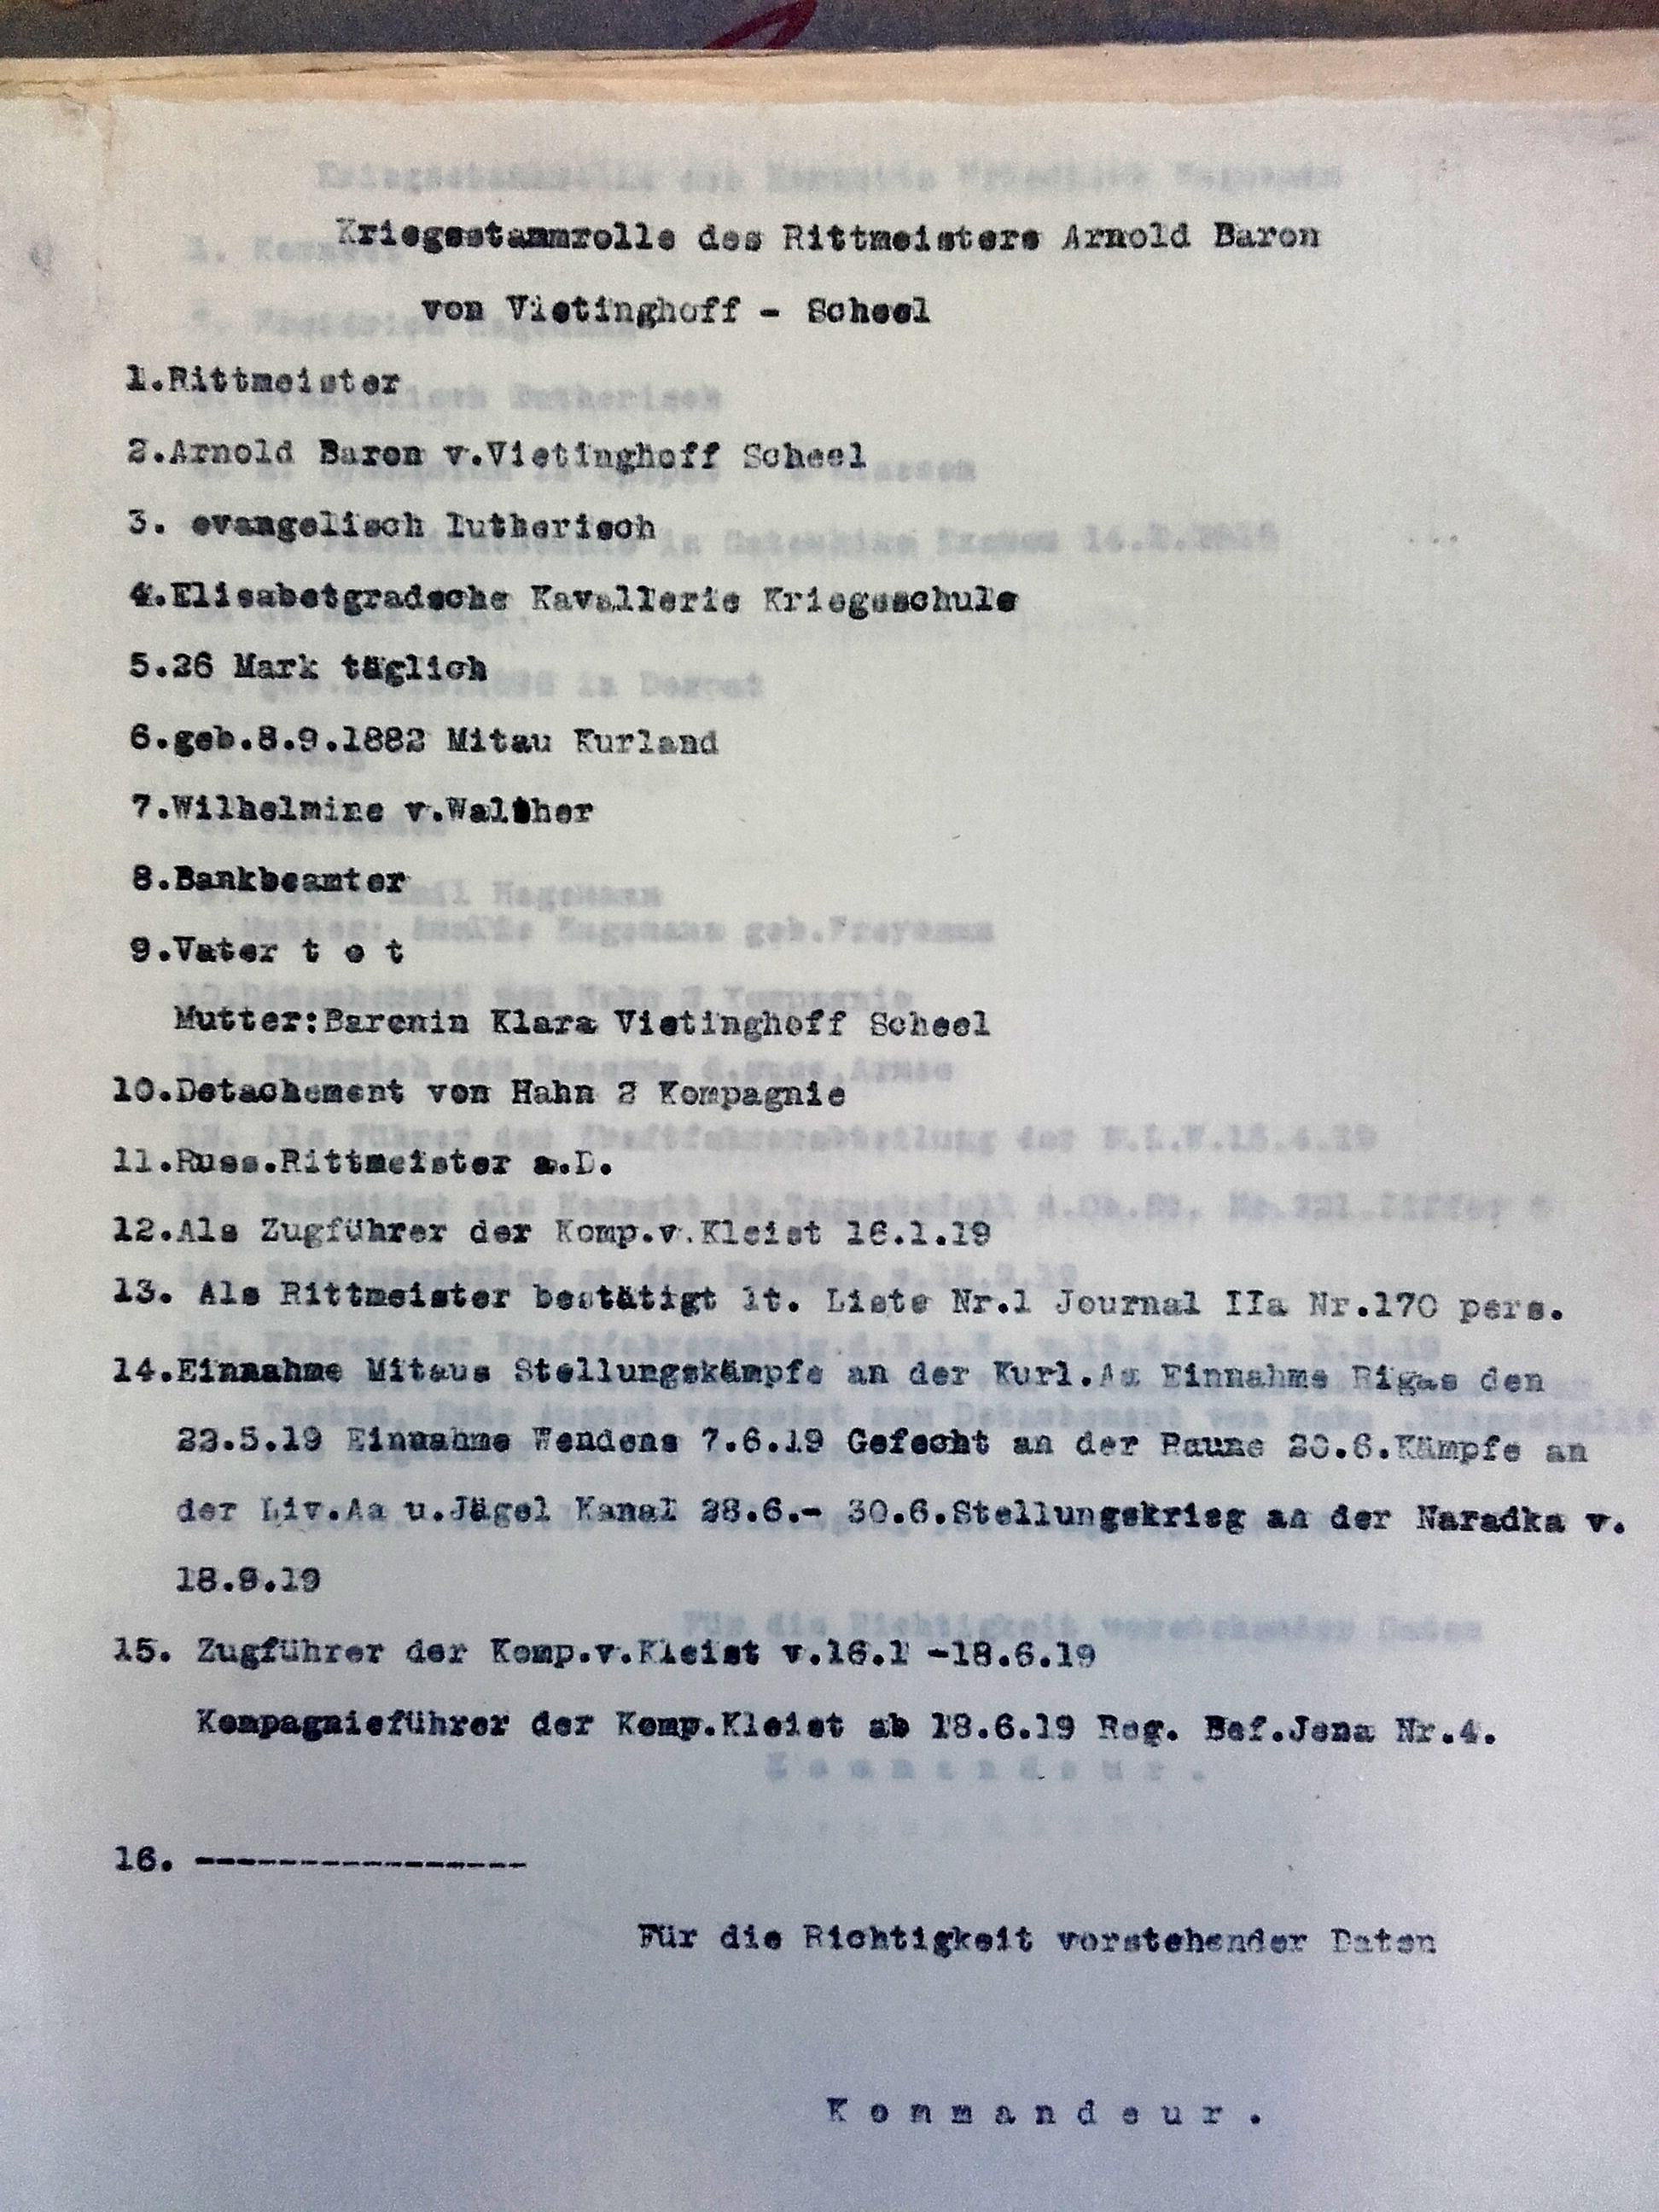 Kriegsstammrolle des Rittmeisters Arnold Baron
von Vietinghoff - Scheel
1.Rittmeister
2.Arnold Baron v.Vietinghoff Scheel
3. evangelisch lutherisch
4.Elisabetgradsche Kavallerie Kriegsschule
5.26 Mark täglich
6.geb.8.9.1882 Mitau Kurland
7.Wilhelmine v.Walther
8.Bankbeamter
9.Vater t o t
Mutter:Baronin Klara Vietinghoff Scheel
10.Detachement von Hahn 2 Kompagnie
11.Russ.Rittmeister a.D.
12.Als Zugführer der Komp.v.Kleist 16.1.19
13. Als Rittmeister bestätigt lt. Liste Nr.1 Journal IIa Nr.170 pers.
14.Einnahme Mitaus Stellungskämpfe an der Kurl.Aa Einnahme Rigas den
22.5.19 Einnahme Wendens 7.6.19 Gefecht an der Raune 20.6.Kämpfe an
der Liv.Aa u.Jägel Kanal 28.6.- 30.6.Stellungskrieg an der Naradka v.
18.9.19
15. Zugführer der Komp.v.Kleist v.16.1 -18.6.19
Kompagnieführer der Komp.Kleist ab 18.6.19 Reg. Bef.Jena Nr.4.
16. ----------------
Für die Richtigkeit vorstehender Daten
K o m m a n d e u r .